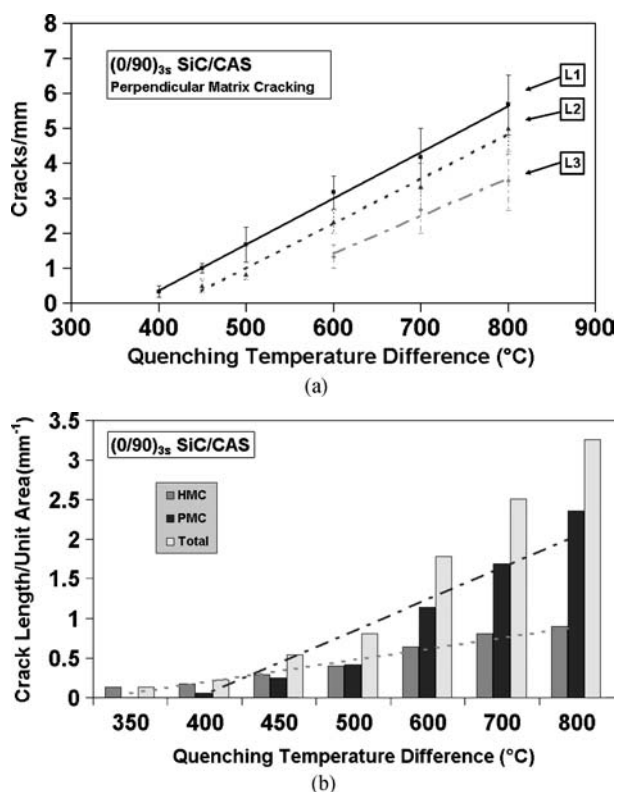 (a)
8
7
6
5
4
3
2
1
0
Cracks/mm
(0/90)3s SiC/CAS
Perpendicular Matrix Cracking
L1
L2
L3
300 400 500 600 700 800 900
Quenching Temperature Difference (°C)
(a)
3.5
3
2.5
2
1.5
1
0.5
0
Crack Length/Unit Area(mm-1)
(0/90)3s SiC/CAS
HMC
PMC
Total
350 400 450 500 600 700 800
Quenching Temperature Difference (°C)
(b)